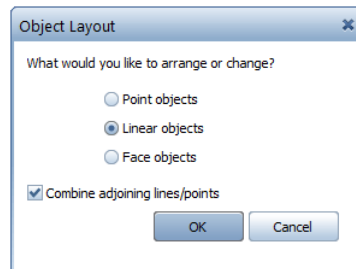 Object Layout
What would you like to arrange or change?
Point objects
Linear objects
Face objects
Combine adjoining lines/points
OK Cancel